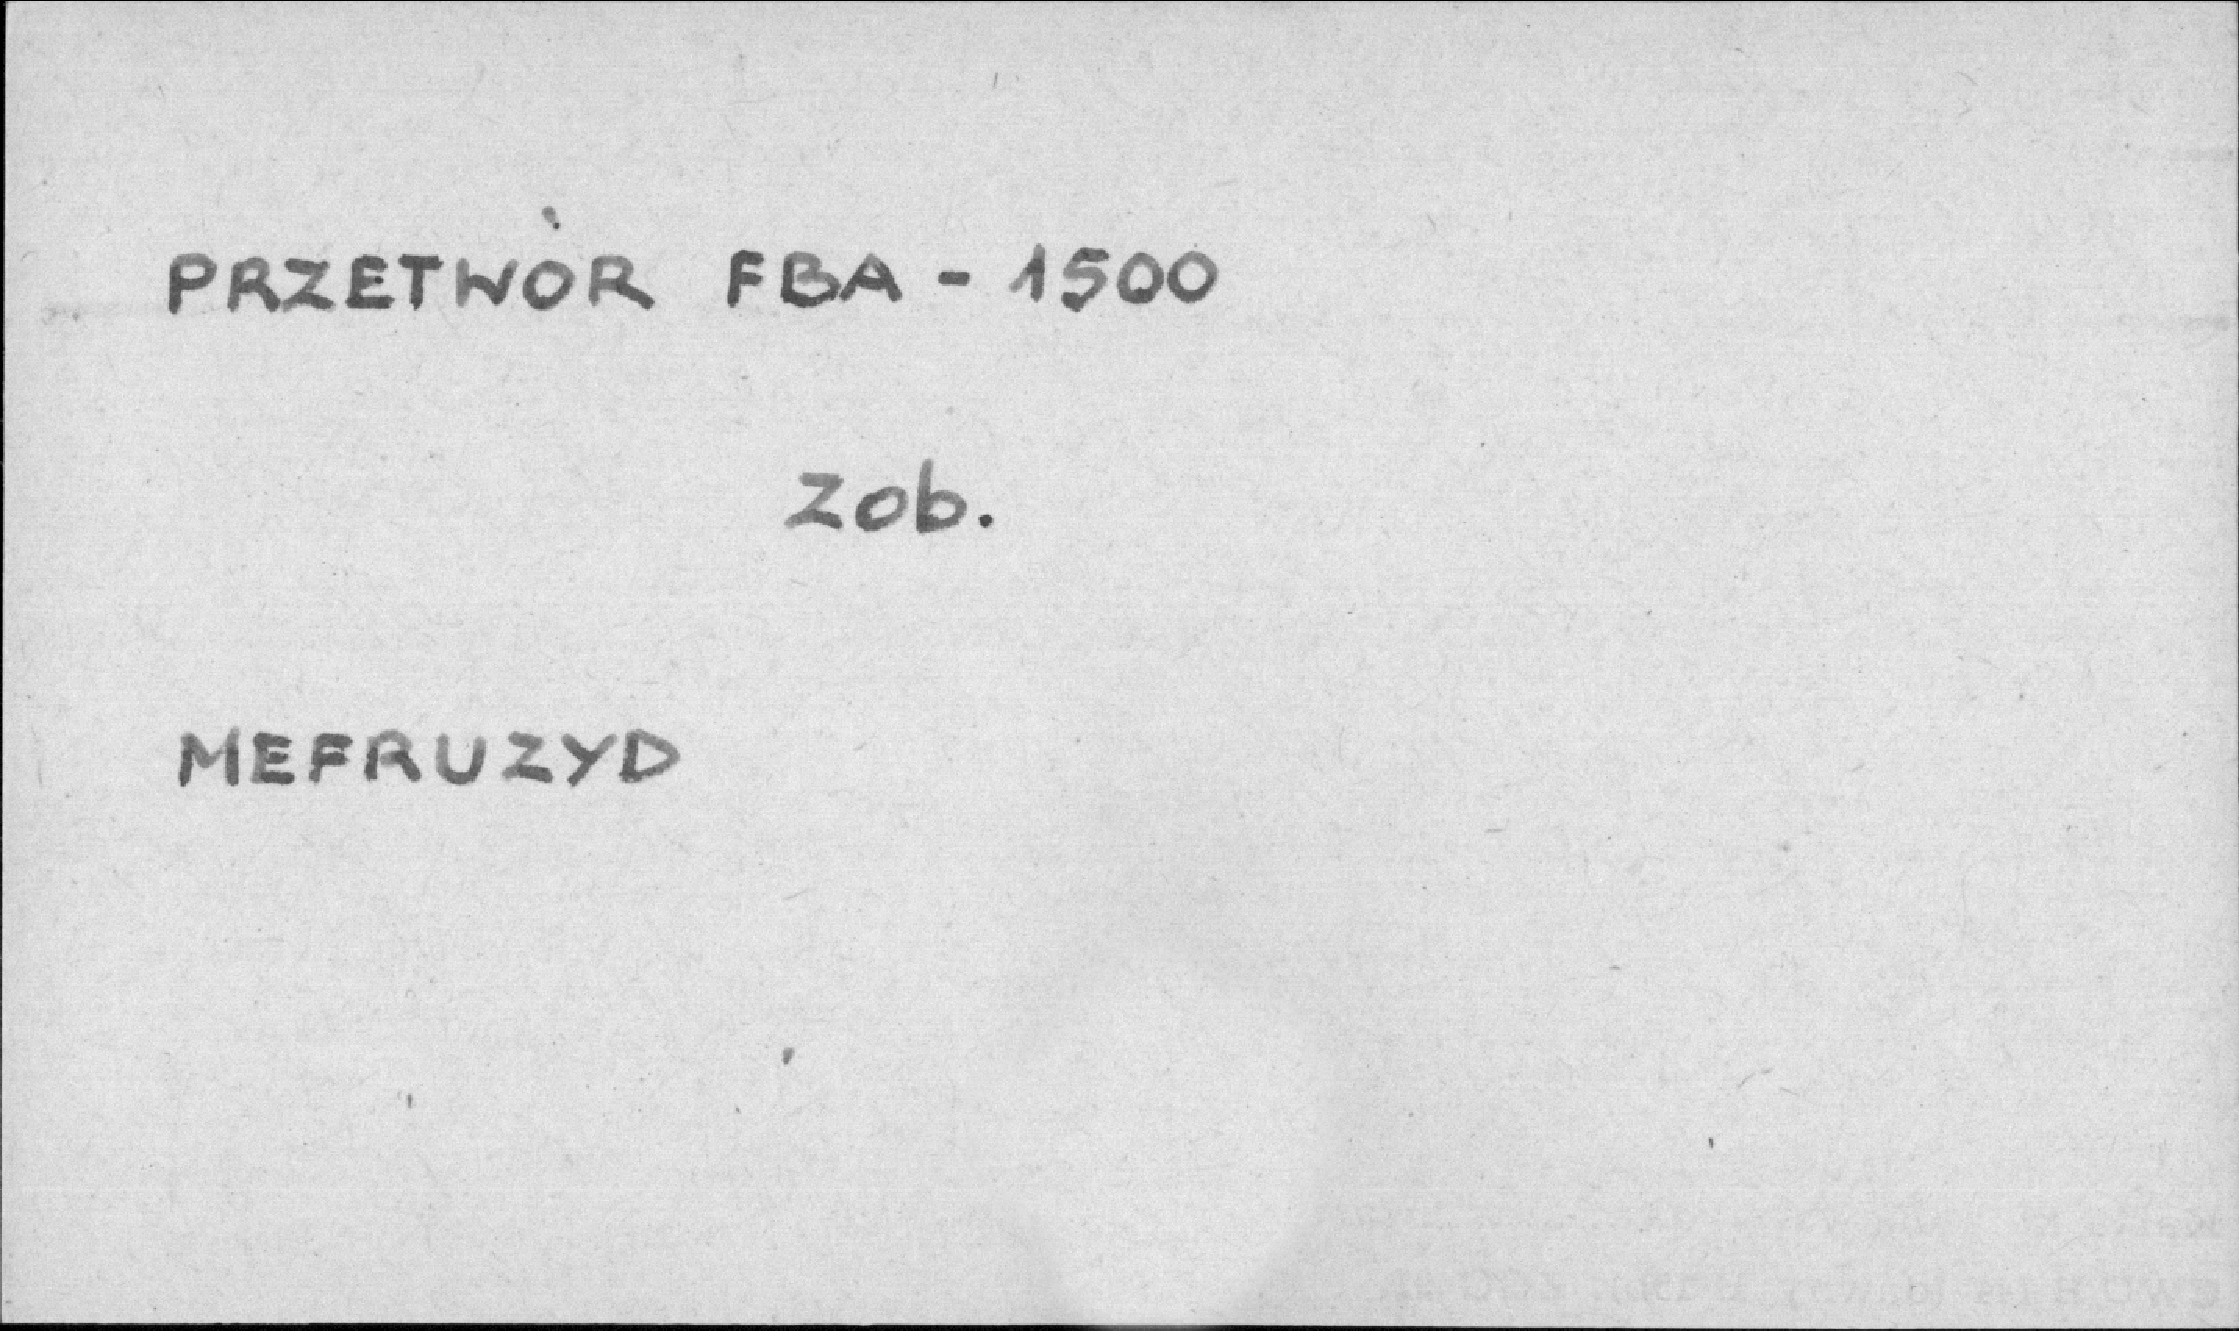 PRZETWÓR FBA - 1500
zob.
MEFRUZYD